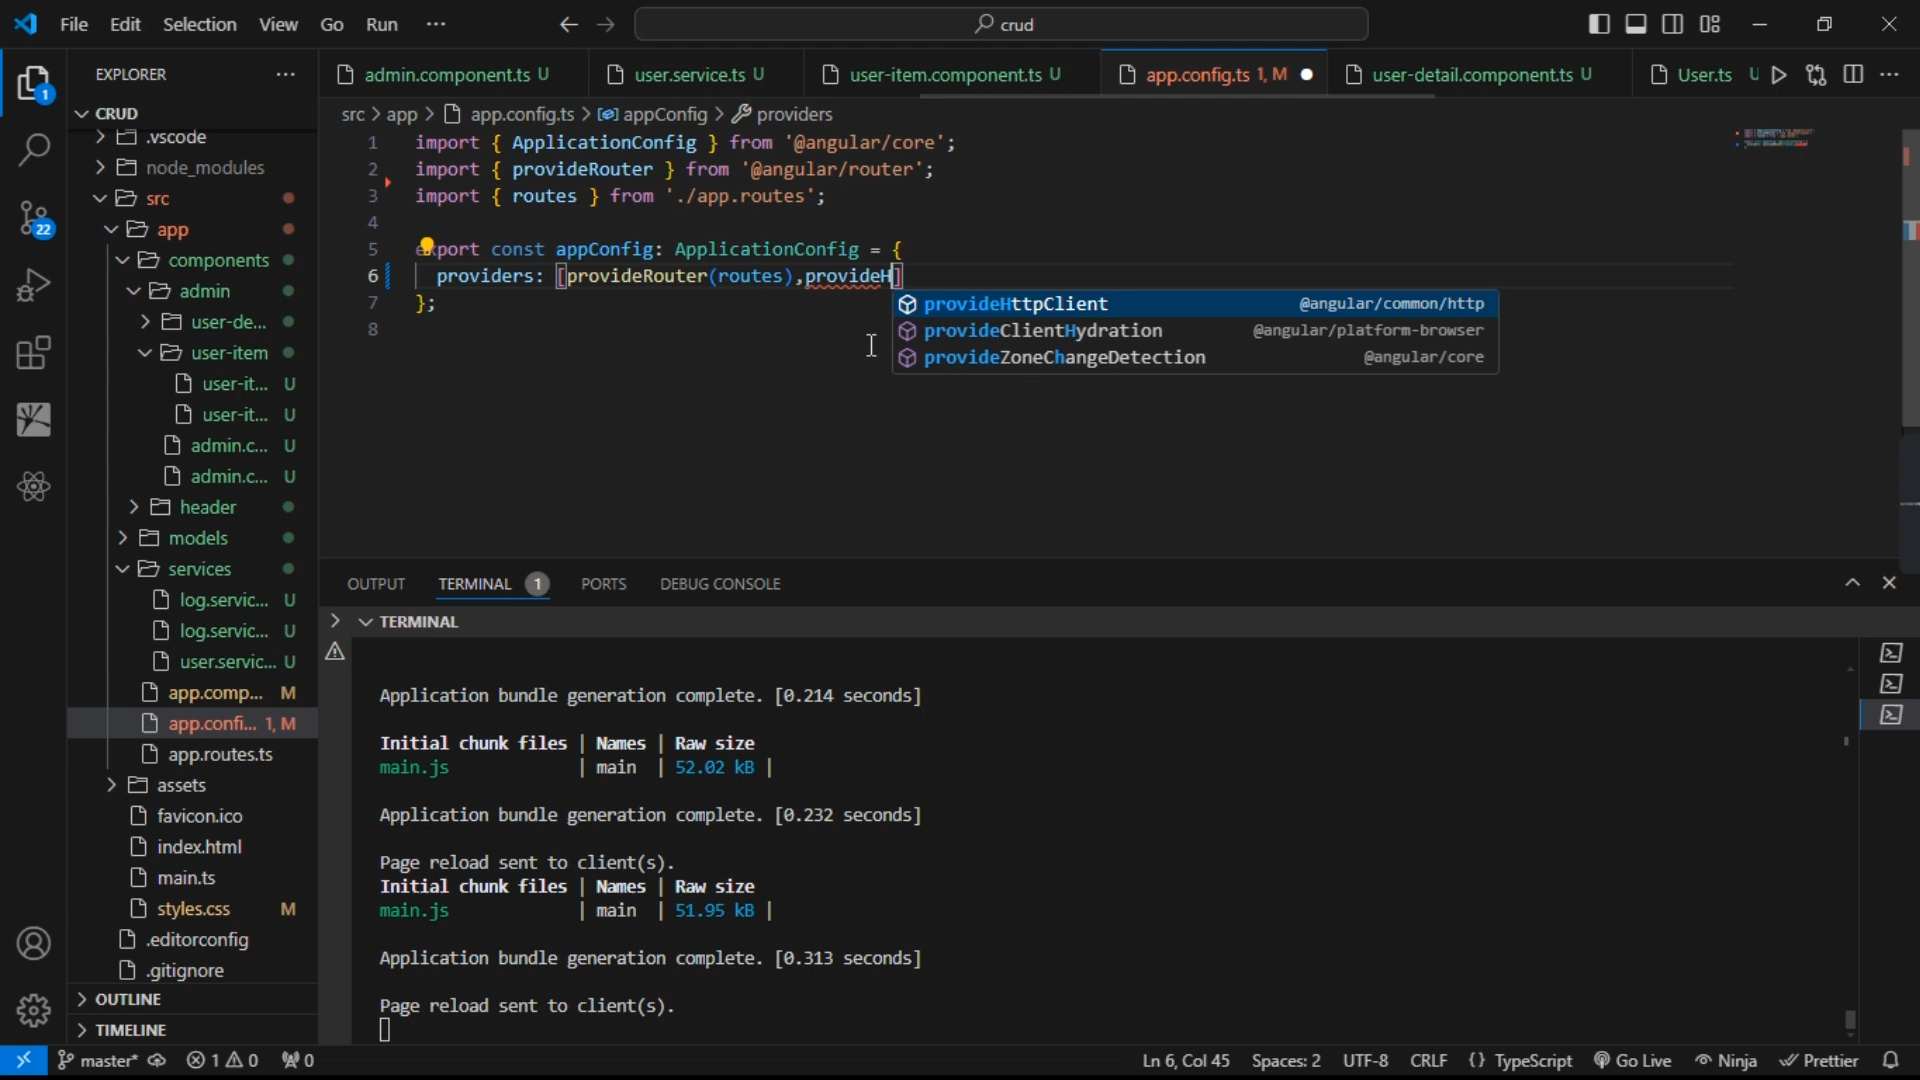 File Edit Selection View Go Run ··· crud
EXPLORER ···
admin.component.ts U
user.service.ts U
user-item.component.ts U
app.config.ts 1, M
user-detail.component.ts U
User.ts U
CRUD
src > app > app.config.ts > appConfig > providers
.vscode
node_modules
src
app
components
admin
user-de...
user-item
user-it... U
user-it... U
admin.c... U
admin.c... U
header
models
services
log.servic... U
log.servic... U
user.servic... U
app.comp... M
app.confi... 1, M
app.routes.ts
assets
favicon.ico
index.html
main.ts
styles.css M
.editorconfig
.gitignore
OUTLINE
TIMELINE
1
22
1 import { ApplicationConfig } from '@angular/core';
2 import { provideRouter } from '@angular/router';
3 import { routes } from './app.routes';
4
5 export const appConfig: ApplicationConfig = {
6 providers: [provideRouter(routes),provideH]
7 };
8
provideHttpClient @angular/common/http
provideClientHydration @angular/platform-browser
provideZoneChangeDetection @angular/core
OUTPUT TERMINAL 1 PORTS DEBUG CONSOLE
TERMINAL
Application bundle generation complete. [0.214 seconds]
Initial chunk files | Names | Raw size
main.js | main | 52.02 kB |
Application bundle generation complete. [0.232 seconds]
Page reload sent to client(s).
Initial chunk files | Names | Raw size
main.js | main | 51.95 kB |
Application bundle generation complete. [0.313 seconds]
Page reload sent to client(s).
master* 1 0 0 Ln 6, Col 45 Spaces: 2 UTF-8 CRLF {} TypeScript Go Live Ninja Prettier